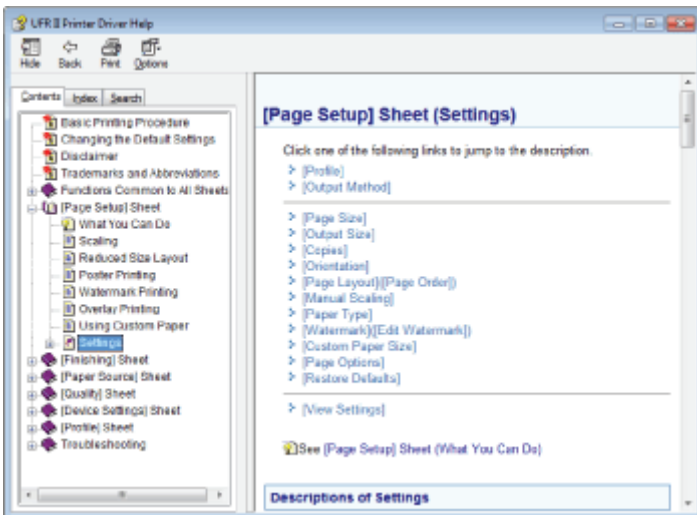 UFR II Printer Driver Help
Hide Back Print Options
Contents Index Search
Basic Printing Procedure
Changing the Default Settings
Disclaimer
Trademarks and Abbreviations
Functions Common to All Sheets
[Page Setup] Sheet
What You Can Do
Scaling
Reduced Size Layout
Poster Printing
Watermark Printing
Overlay Printing
Using Custom Paper
Settings
[Finishing] Sheet
[Paper Source] Sheet
[Quality] Sheet
[Device Settings] Sheet
[Profile] Sheet
Troubleshooting
[Page Setup] Sheet (Settings)
Click one of the following links to jump to the description.
[Profile]
[Output Method]
[Page Size]
[Output Size]
[Copies]
[Orientation]
[Page Layout]([Page Order])
[Manual Scaling]
[Paper Type]
[Watermark]([Edit Watermark])
[Custom Paper Size]
[Page Options]
[Restore Defaults]
[View Settings]
See [Page Setup] Sheet (What You Can Do)
Descriptions of Settings